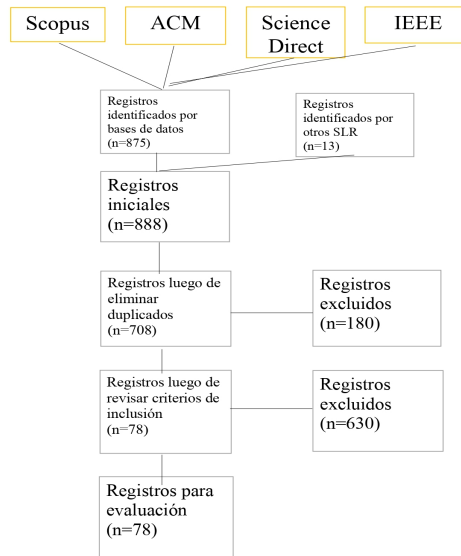 Scopus
ACM
Science
Direct
IEEE
Registros
identificados por
bases de datos
(n=875)
Registros
identificados por
otros SLR
(n=13)
Registros
iniciales
(n=888)
Registros luego de
eliminar
duplicados
(n=708)
Registros
excluidos
(n=180)
Registros luego de
revisar criterios de
inclusión
(n=78)
Registros
excluidos
(n=630)
Registros para
evaluación
(n=78)